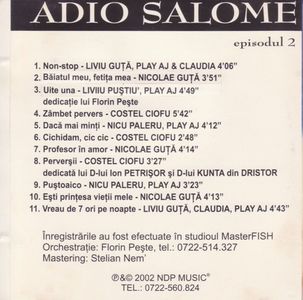 ADIO SALOME
episodul 2
1. Non-stop - LIVIU GUȚĂ, PLAY AJ & CLAUDIA 4'06"
2. Băiatul meu, fetița mea - NICOLAE GUȚĂ 3'51"
3. Uite una - LIVIU PUȘTIU', PLAY AJ 4'49"
dedicație lui Florin Pește
4. Zâmbet pervers - COSTEL CIOFU 5'42"
5. Dacă mai minți - NICU PALERU, PLAY AJ 4'12"
6. Cichidam, cic cic - COSTEL CIOFU 2'48"
7. Profesor în amor - NICOLAE GUȚĂ 4'14"
8. Perverșii - COSTEL CIOFU 3'27"
dedicată lui D-lui Ion PETRIȘOR și D-lui KUNTA din DRISTOR
9. Puștoaico - NICU PALERU, PLAY AJ 3'23"
10. Ești prințesa vieții mele - NICOLAE GUȚĂ 4'13"
11. Vreau de 7 ori pe noapte - LIVIU GUȚĂ, CLAUDIA, PLAY AJ 4'43"
Înregistrările au fost efectuate în studioul MasterFISH
Orchestrație: Florin Pește, tel.: 0722-514.327
Mastering: Stelian Nem'
℗&© 2002 NDP MUSIC®
TEL.: 0722-560.824